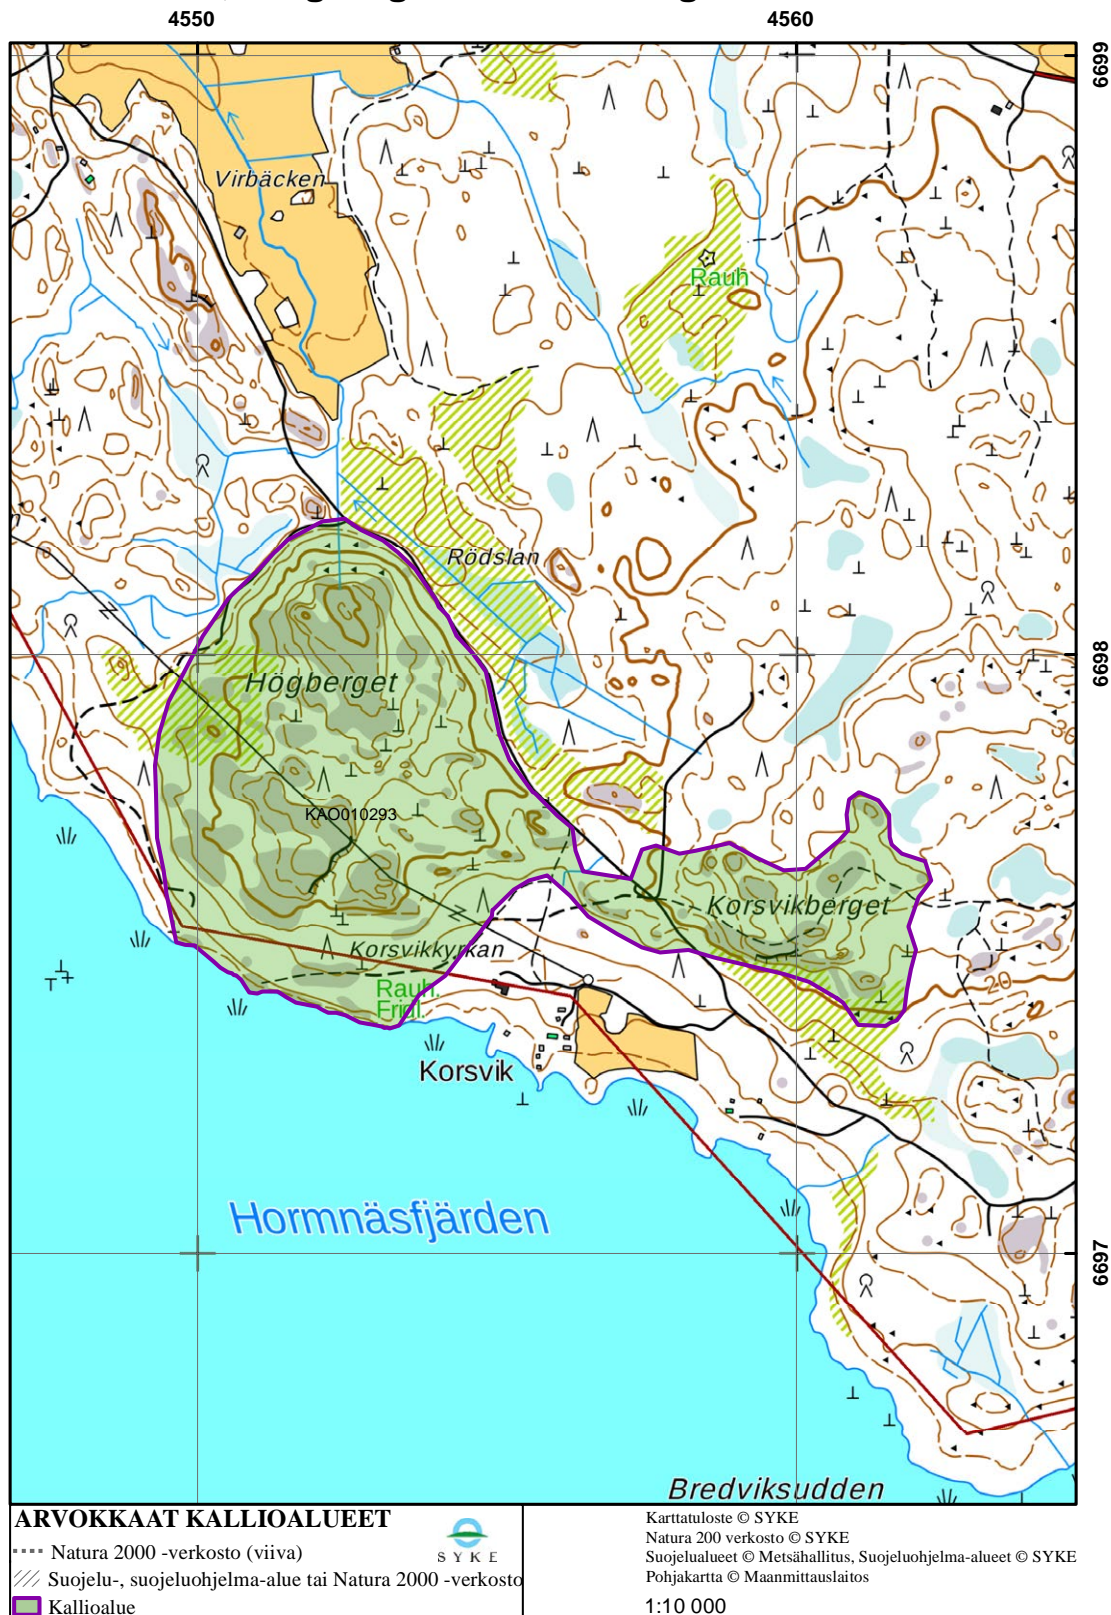 4550
4560
6699
Virbäcken
Rauh
Rödslan
6698
Högberget
30
KAO010293
Korsvikberget
Korsvikkyrkan
Rauh.
Fridl.
20
Korsvik
Hormnäsfjärden
6697
Bredviksudden
ARVOKKAAT KALLIOALUEET
Natura 2000 -verkosto (viiva)
SYKE
Suojelu-, suojeluohjelma-alue tai Natura 2000 -verkosto
Kallioalue
Karttatuloste © SYKE
Natura 200 verkosto © SYKE
Suojelualueet © Metsähallitus, Suojeluohjelma-alueet © SYKE
Pohjakartta © Maanmittauslaitos
1:10 000